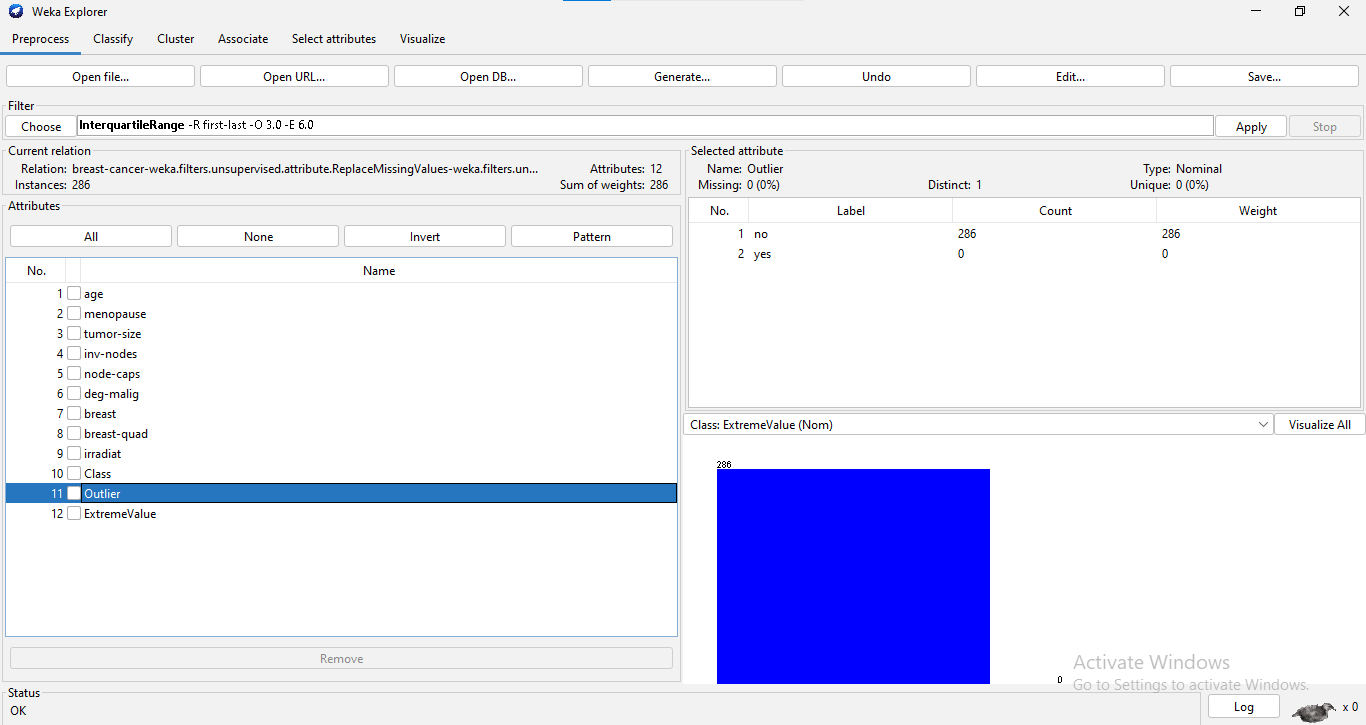 Weka Explorer
Preprocess Classify Cluster Associate Select attributes Visualize
Open file... Open URL... Open DB... Generate... Undo Edit... Save...
Filter
Choose InterquartileRange -R first-last -O 3.0 -E 6.0 Apply Stop
Current relation
Relation: breast-cancer-weka.filters.unsupervised.attribute.ReplaceMissingValues-weka.filters.un... Attributes: 12
Instances: 286 Sum of weights: 286
Attributes
All None Invert Pattern
No. Name
1 age
2 menopause
3 tumor-size
4 inv-nodes
5 node-caps
6 deg-malig
7 breast
8 breast-quad
9 irradiat
10 Class
11 Outlier
12 ExtremeValue
Remove
Selected attribute
Name: Outlier Type: Nominal
Missing: 0 (0%) Distinct: 1 Unique: 0 (0%)
No. Label Count Weight
1 no 286 286
2 yes 0 0
Class: ExtremeValue (Nom) Visualize All
286
0
Activate Windows
Go to Settings to activate Windows.
Status
OK
Log x 0